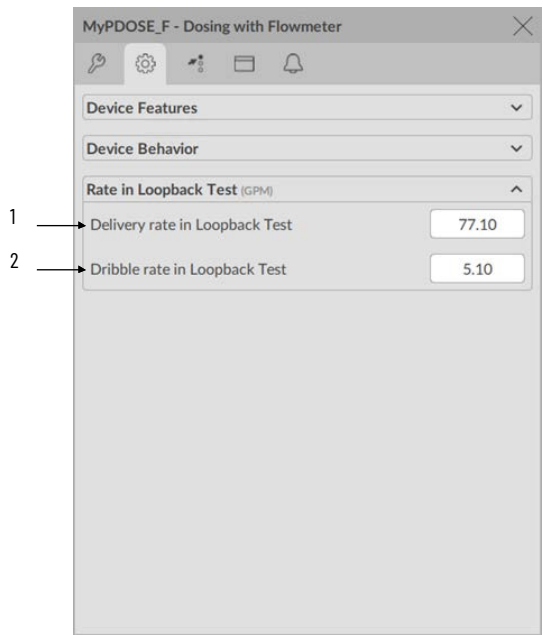 MyPDOSE_F - Dosing with Flowmeter
Device Features
Device Behavior
Rate in Loopback Test (GPM)
1 Delivery rate in Loopback Test 77.10
2 Dribble rate in Loopback Test 5.10